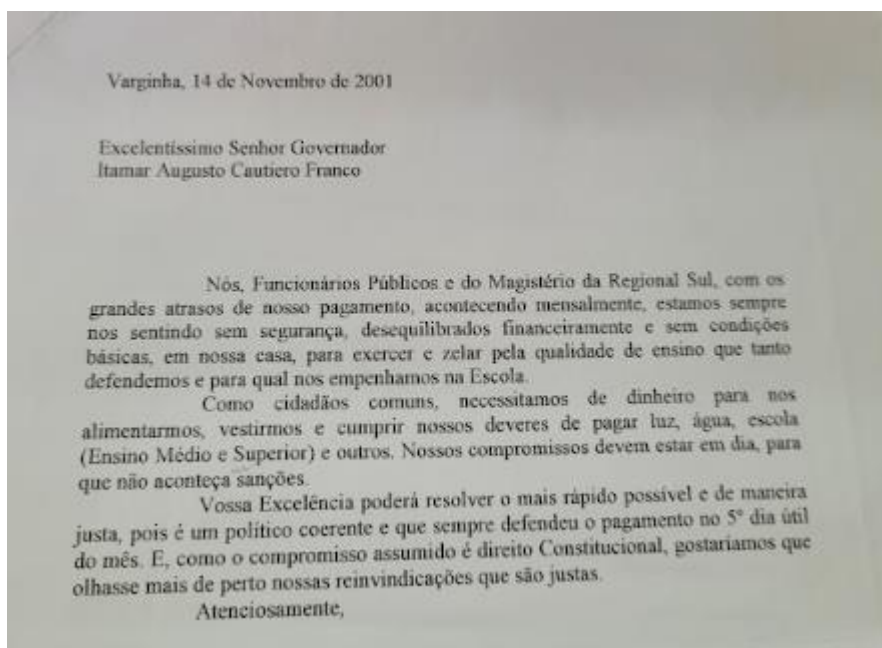 Varginha, 14 de Novembro de 2001
Excelentíssimo Senhor Governador
Itamar Augusto Cautiero Franco
Nós, Funcionários Públicos e do Magistério da Regional Sul, com os
grandes atrasos de nosso pagamento, acontecendo mensalmente, estamos sempre
nos sentindo sem segurança, desequilibrados financeiramente e sem condições
básicas, em nossa casa, para exercer e zelar pela qualidade de ensino que tanto
defendemos e para qual nos empenhamos na Escola.
Como cidadãos comuns, necessitamos de dinheiro para nos
alimentarmos, vestirmos e cumprir nossos deveres de pagar luz, água, escola
(Ensino Médio e Superior) e outros. Nossos compromissos devem estar em dia, para
que não aconteça sanções.
Vossa Excelência poderá resolver o mais rápido possível e de maneira
justa, pois é um político coerente e que sempre defendeu o pagamento no 5º dia útil
do mês. E, como o compromisso assumido é direito Constitucional, gostaríamos que
olhasse mais de perto nossas reinvindicações que são justas.
Atenciosamente,